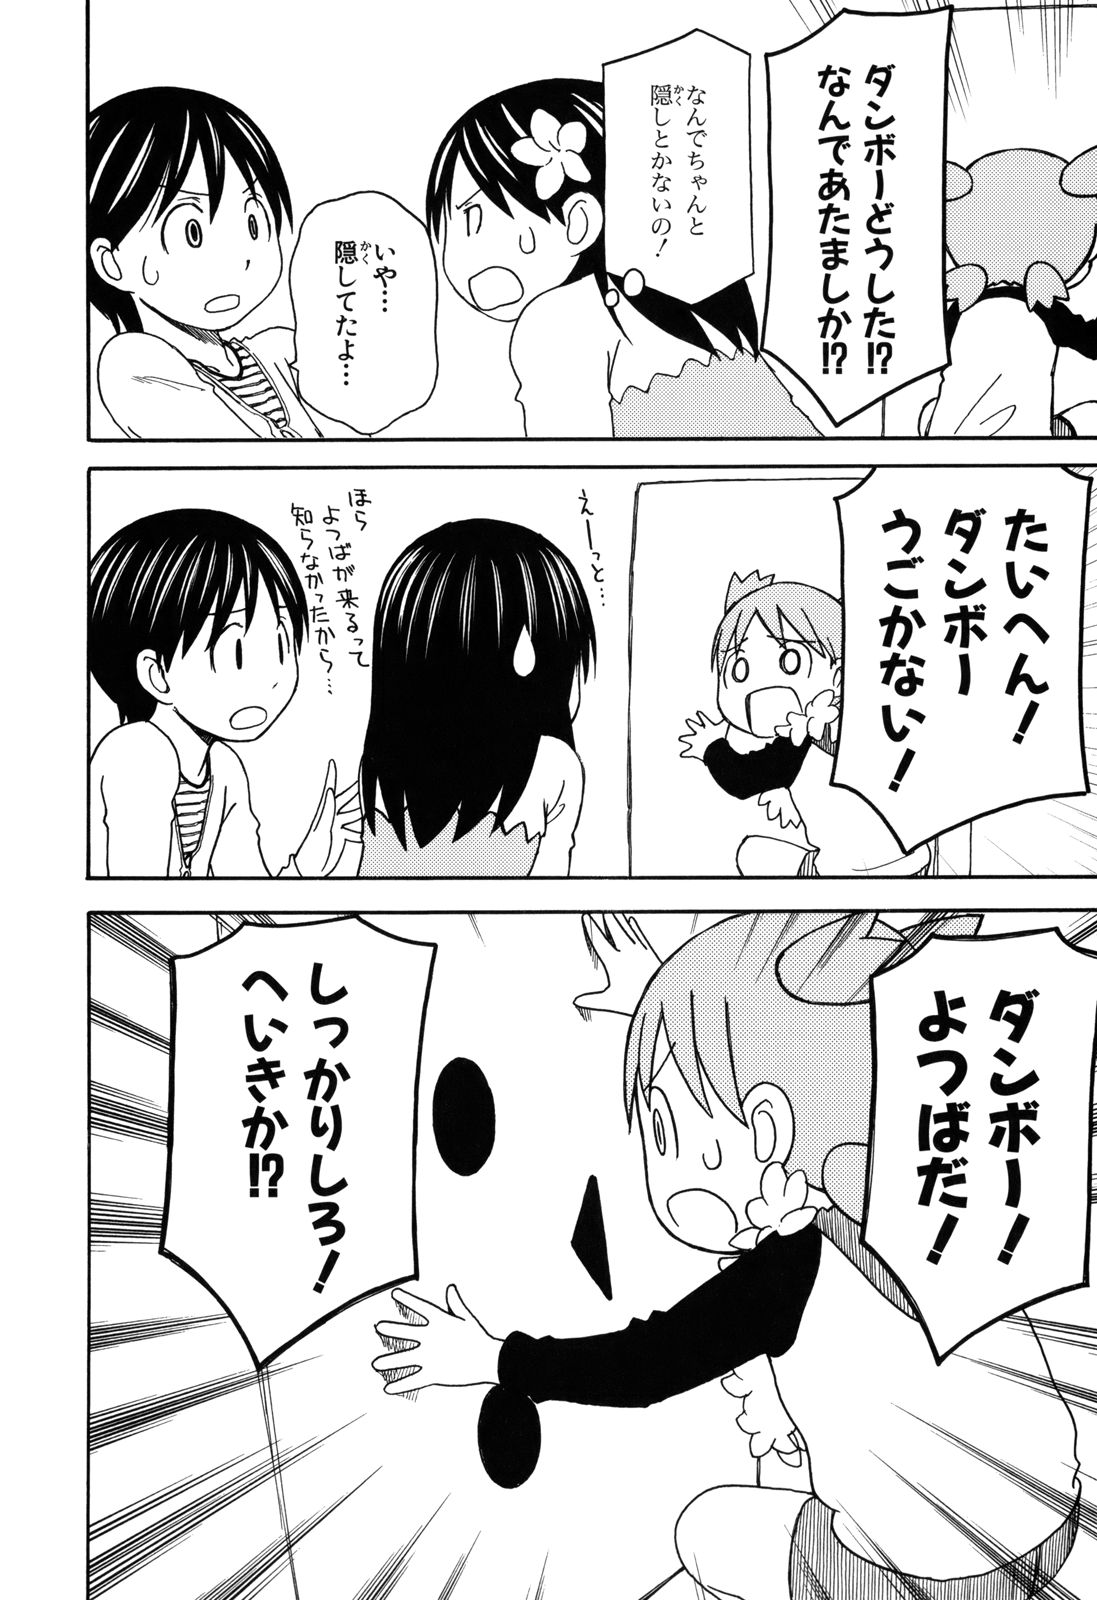 ダンボーどうした!?
なんであたましか!?
なんでちゃんと
隠しとかないの!
かく
いや…
隠してたよ…
かく
たいへん!
ダンボー
うごかない!
えーっと…
ほら
よつばが来るって
知らなかったから…
ダンボー!
よつばだ!
しっかりしろ!
へいきか!?